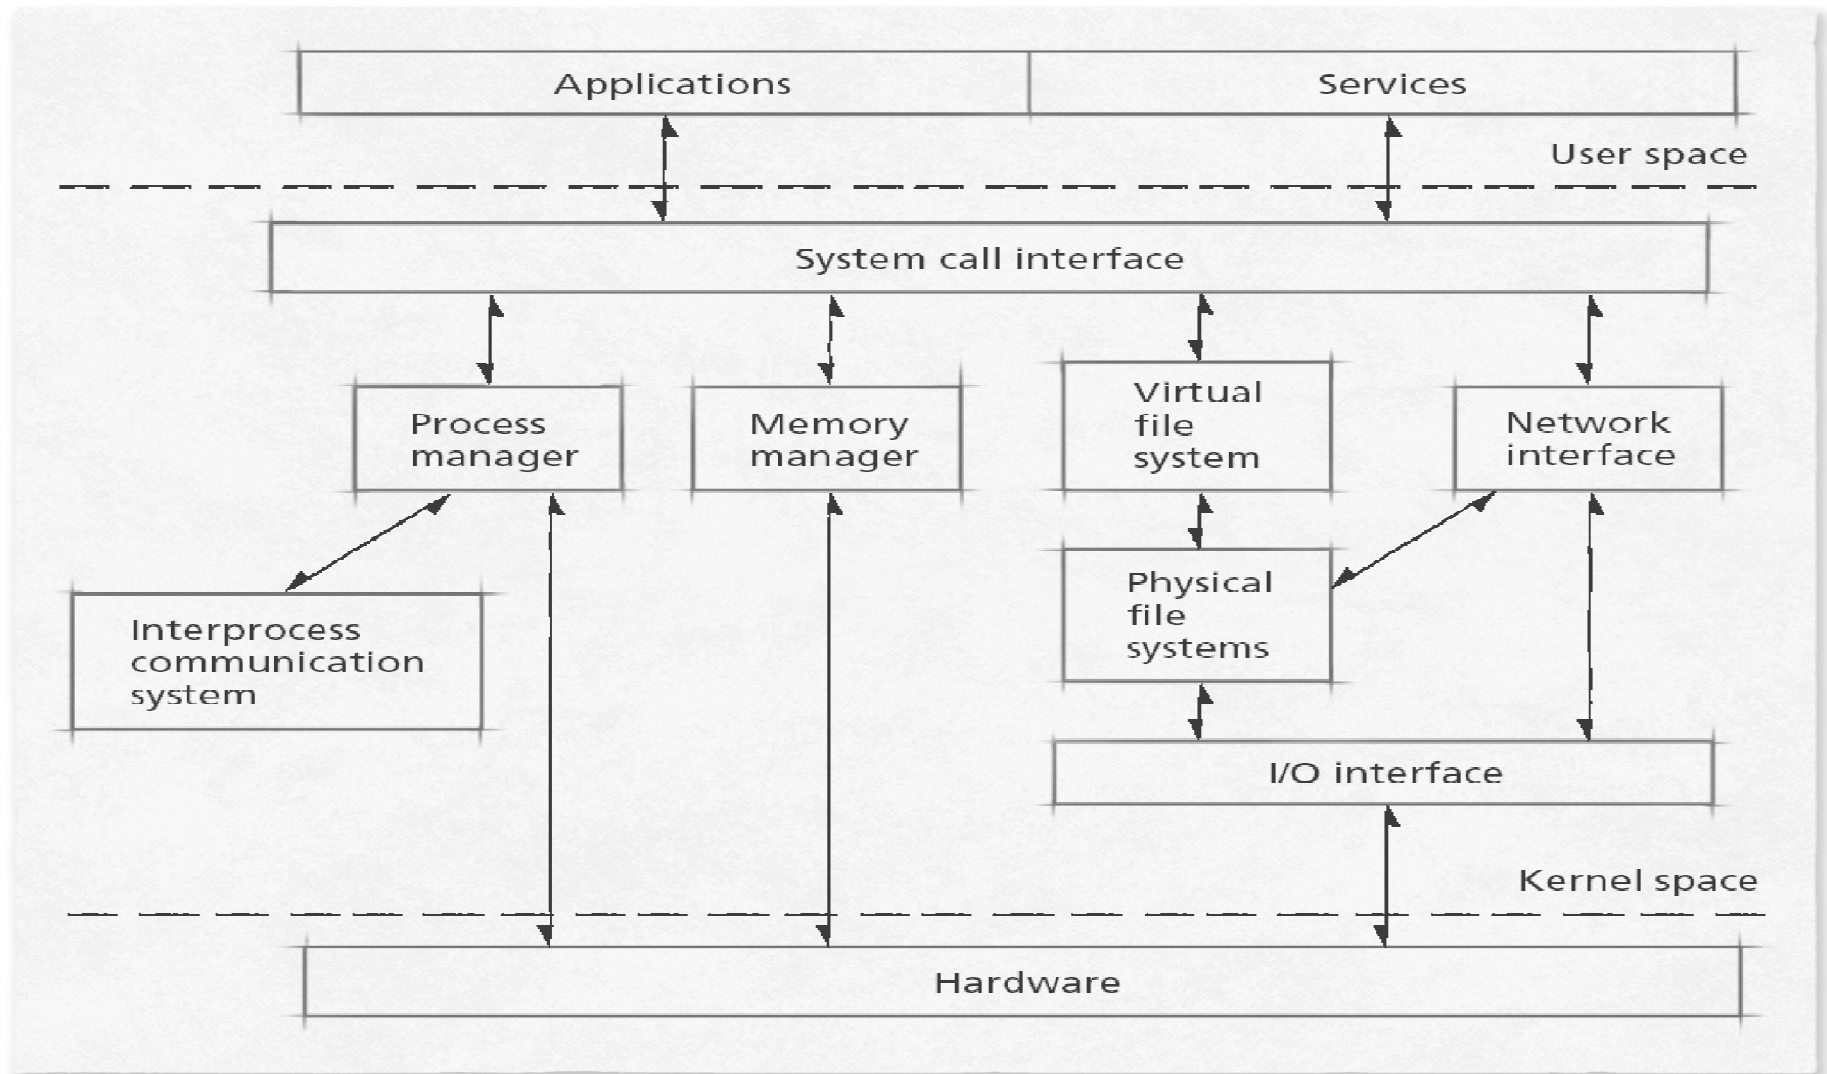 Applications
Services
User space
System call interface
Process
manager
Memory
manager
Virtual
file
system
Network
interface
Physical
file
systems
Interprocess
communication
system
I/O interface
Kernel space
Hardware